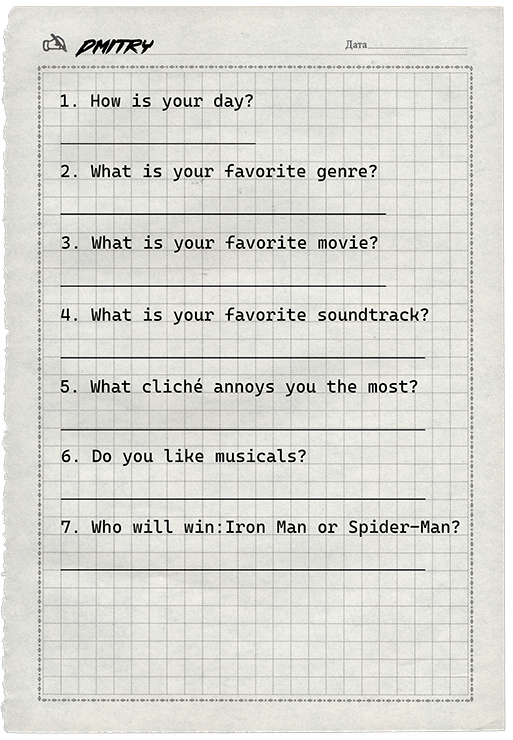 DMITRY
Дата
1. How is your day?
2. What is your favorite genre?
3. What is your favorite movie?
4. What is your favorite soundtrack?
5. What cliché annoys you the most?
6. Do you like musicals?
7. Who will win:Iron Man or Spider-Man?